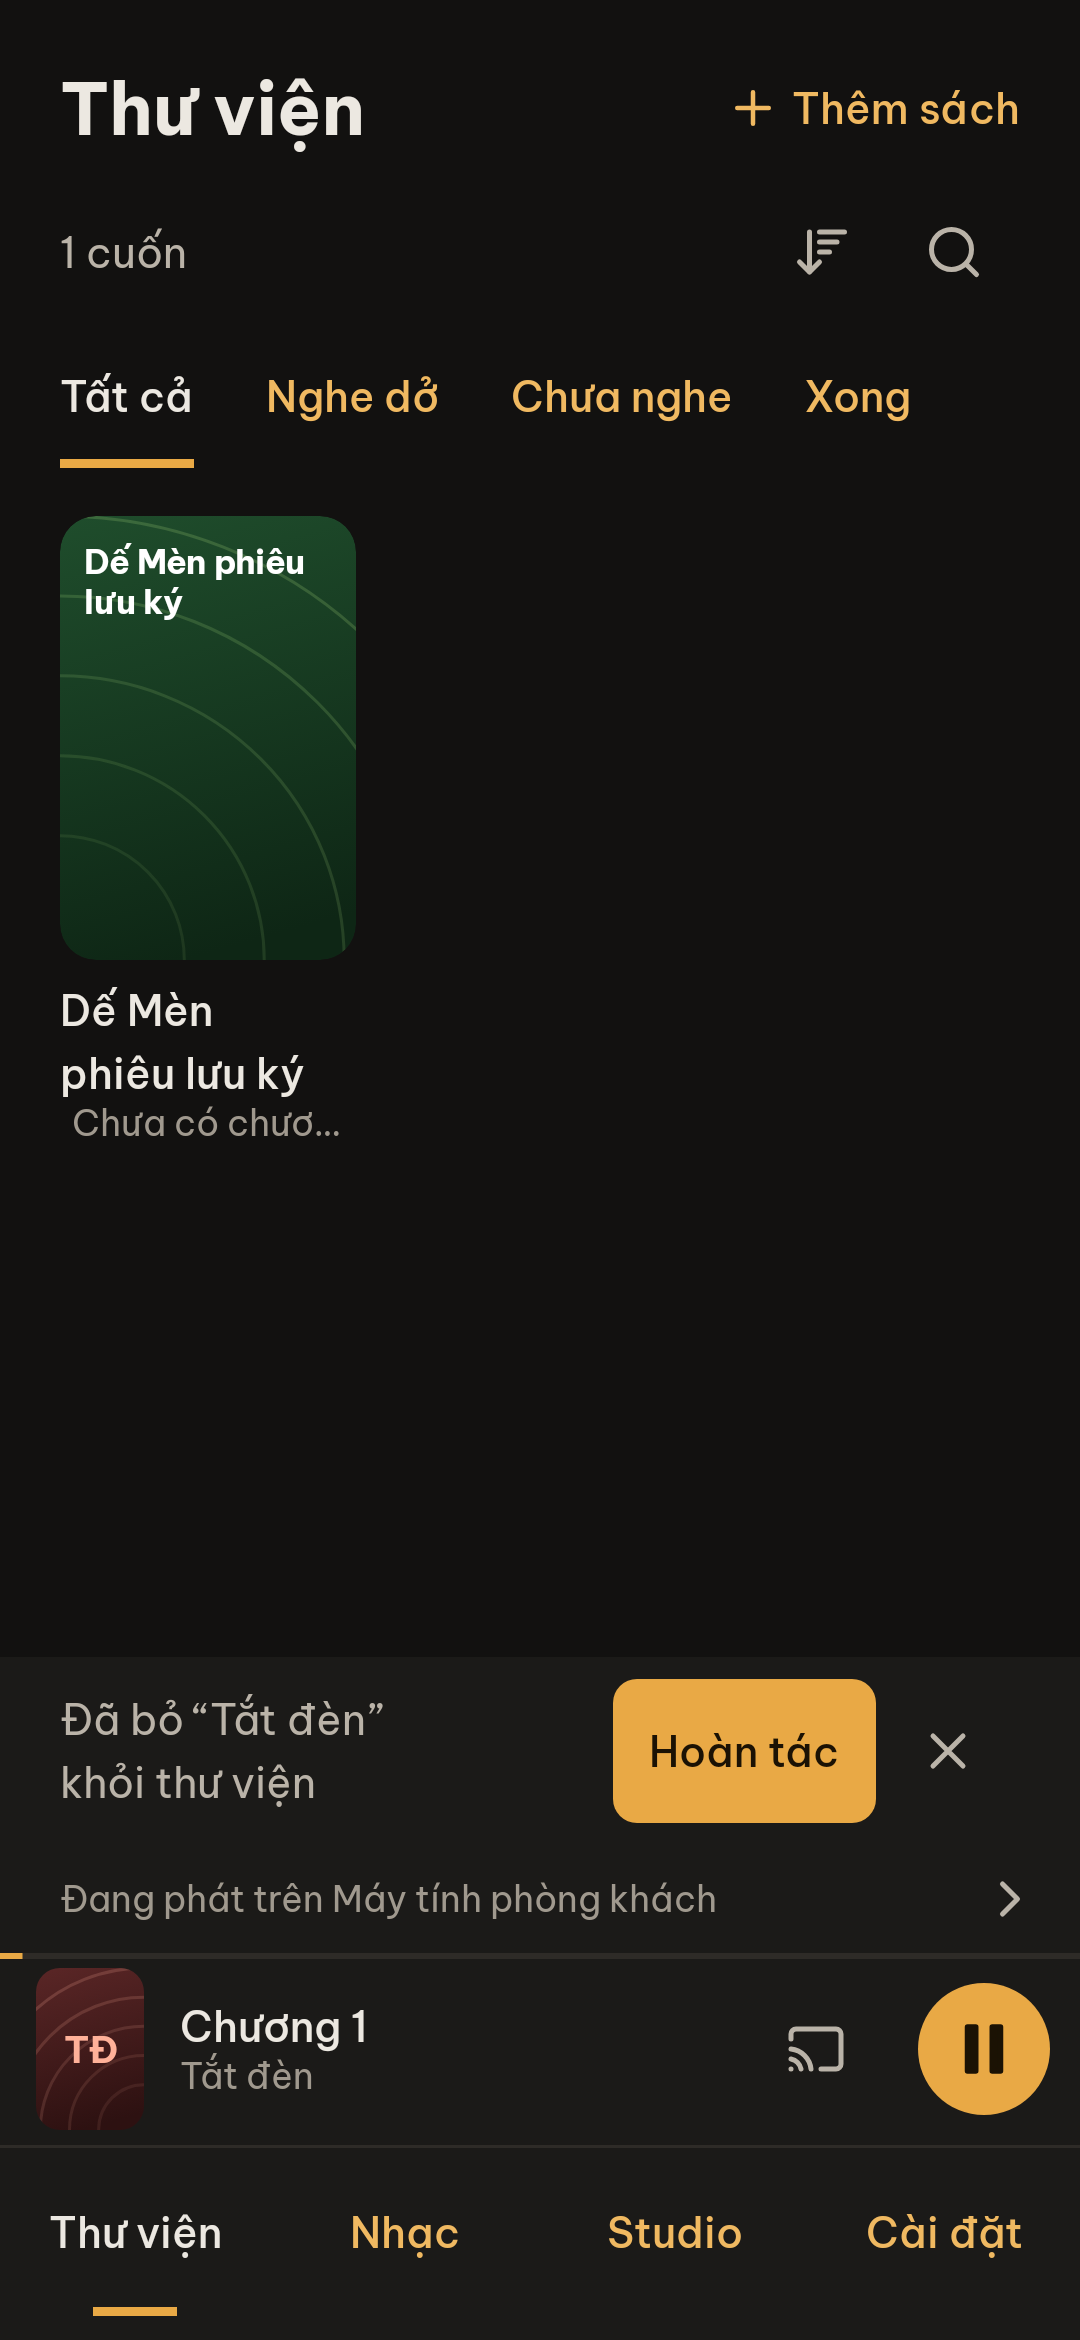 Thư viện
Thêm sách
1 cuốn
Tất cả
Nghe dở
Chưa nghe
Xong
Dế Mèn phiêu
lưu ký
Dế Mèn
phiêu lưu ký
Chưa có chươ...
Đã bỏ “Tắt đèn”
khỏi thư viện
Hoàn tác
Đang phát trên Máy tính phòng khách
TĐ
Chương 1
Tắt đèn
Thư viện
Nhạc
Studio
Cài đặt